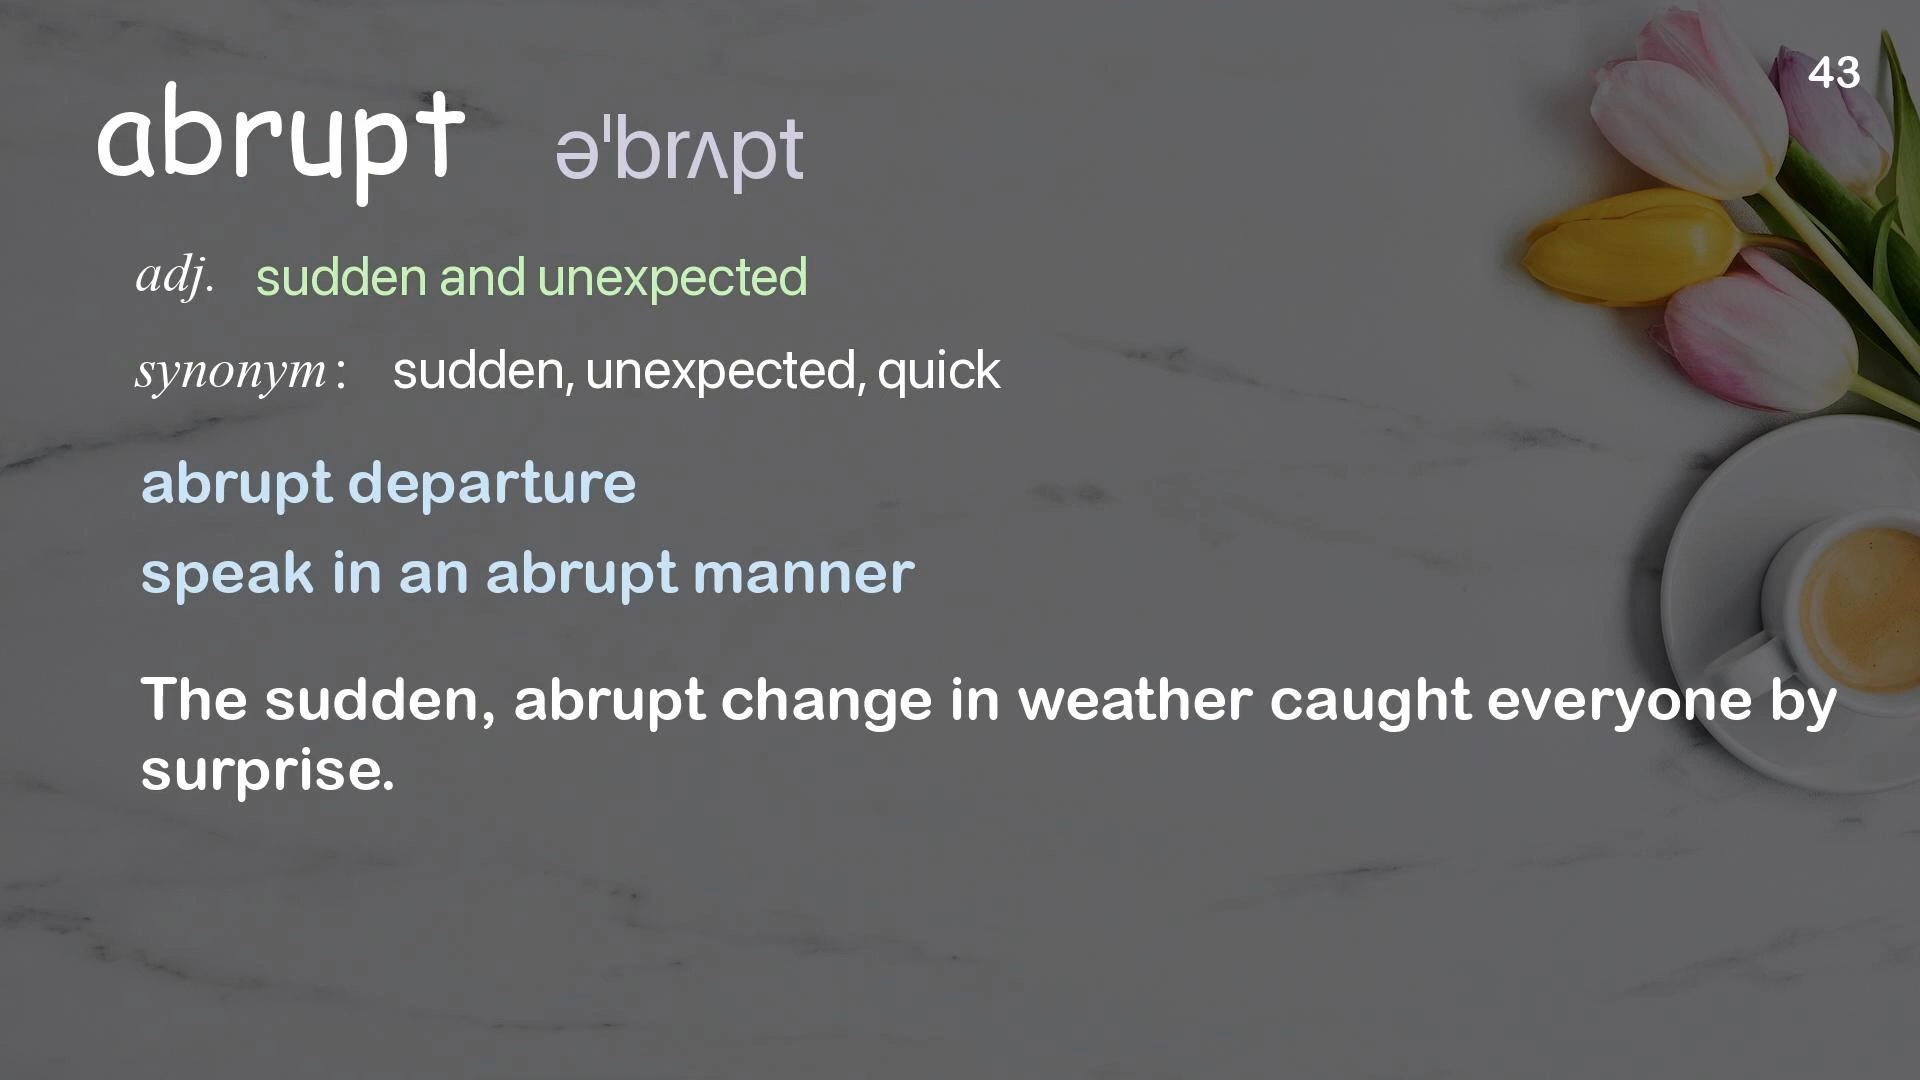 43
abrupt əˈbrʌpt
adj. sudden and unexpected
synonym: sudden, unexpected, quick
abrupt departure
speak in an abrupt manner
The sudden, abrupt change in weather caught everyone by
surprise.